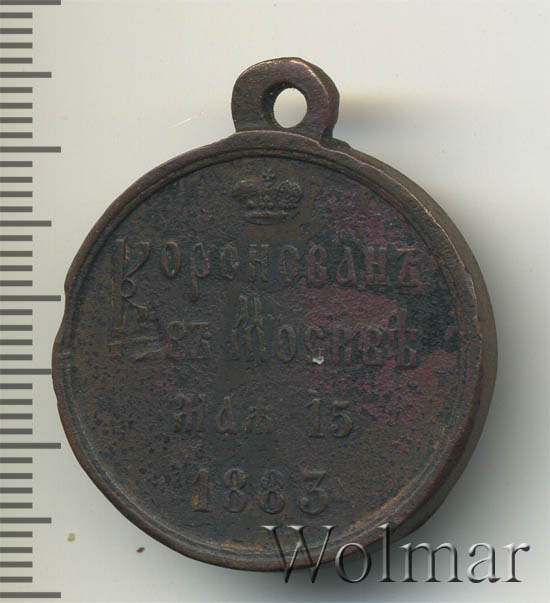 Коронованъ
въ Москвѣ
Мая 15
1883
Wolmar